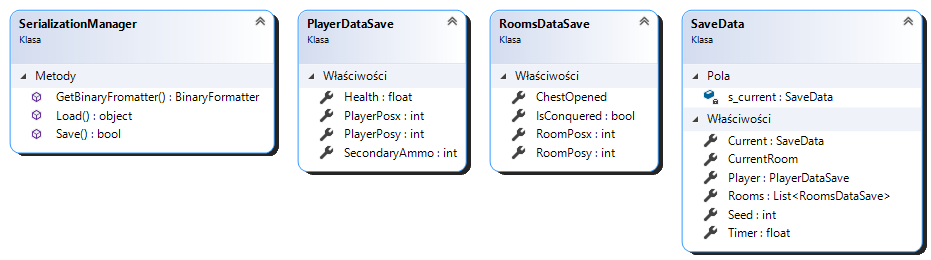 SerializationManager
Klasa
Metody
GetBinaryFromatter() : BinaryFormatter
Load() : object
Save() : bool
PlayerDataSave
Klasa
Właściwości
Health : float
PlayerPosx : int
PlayerPosy : int
SecondaryAmmo : int
RoomsDataSave
Klasa
Właściwości
ChestOpened
IsConquered : bool
RoomPosx : int
RoomPosy : int
SaveData
Klasa
Pola
s_current : SaveData
Właściwości
Current : SaveData
CurrentRoom
Player : PlayerDataSave
Rooms : List<RoomsDataSave>
Seed : int
Timer : float